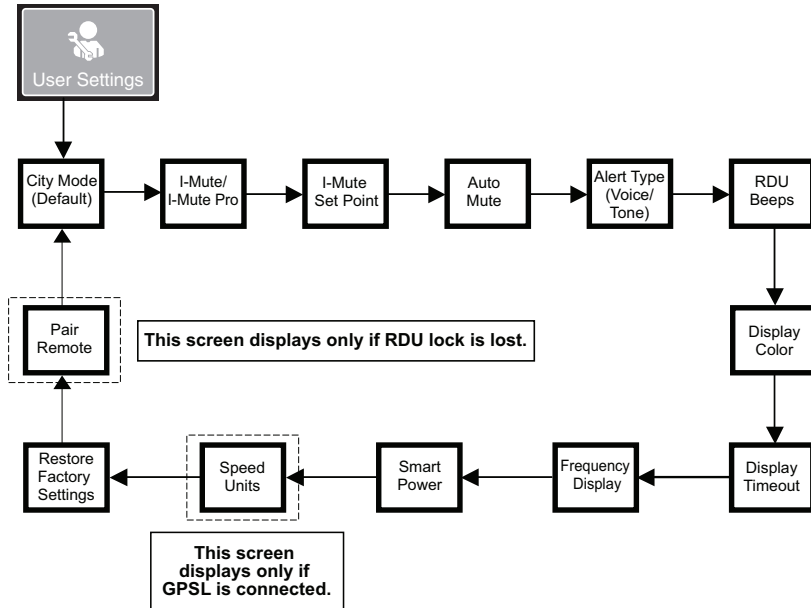 User Settings
City Mode
(Default)
I-Mute/
I-Mute Pro
I-Mute
Set Point
Auto
Mute
Alert Type
(Voice/
Tone)
RDU
Beeps
Pair
Remote
This screen displays only if RDU lock is lost.
Display
Color
Restore
Factory
Settings
Speed
Units
Smart
Power
Frequency
Display
Display
Timeout
This screen
displays only if
GPSL is connected.